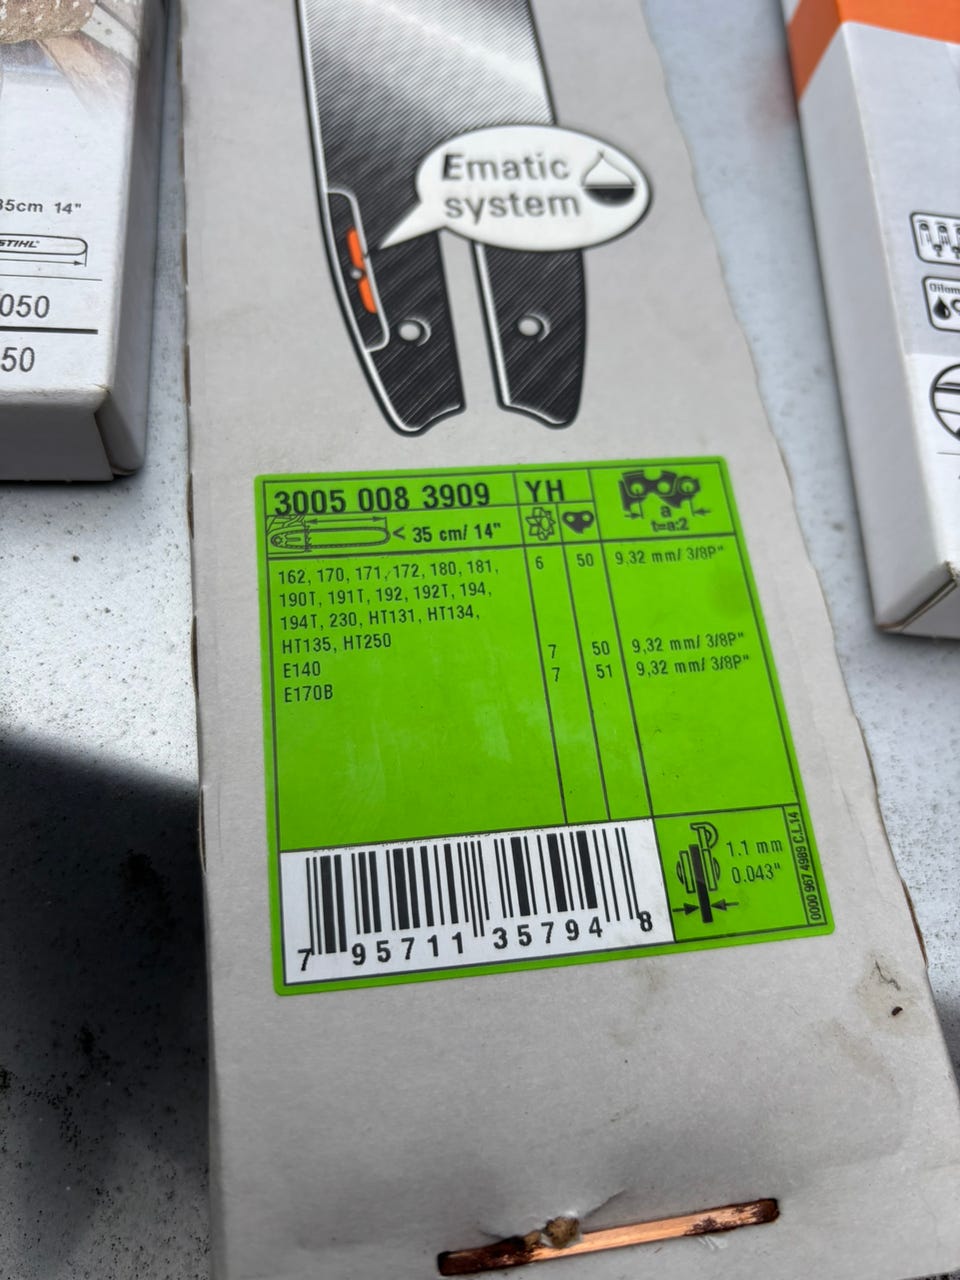 Ematic
system
35cm 14"
STIHL®
050
50
3005 008 3909 YH
a
t=a:2
< 35 cm/ 14"
162, 170, 171, 172, 180, 181, 6 50 9,32 mm/ 3/8P"
190T, 191T, 192, 192T, 194,
194T, 230, HT131, HT134,
HT135, HT250
E140 7 50 9,32 mm/ 3/8P"
E170B 7 51 9,32 mm/ 3/8P"
1.1 mm
0.043"
0000 967 4989 C.L.14
7 95711 35794 8